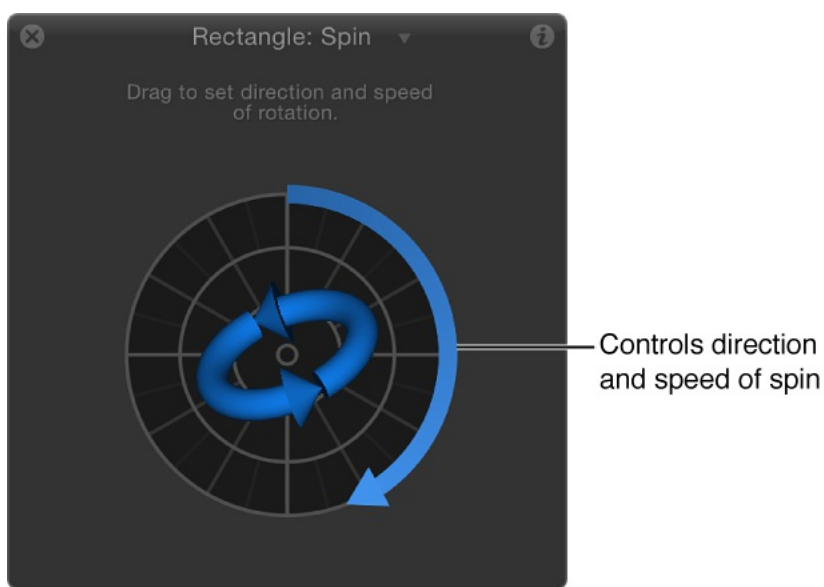 Rectangle: Spin
Drag to set direction and speed
of rotation.
Controls direction
and speed of spin